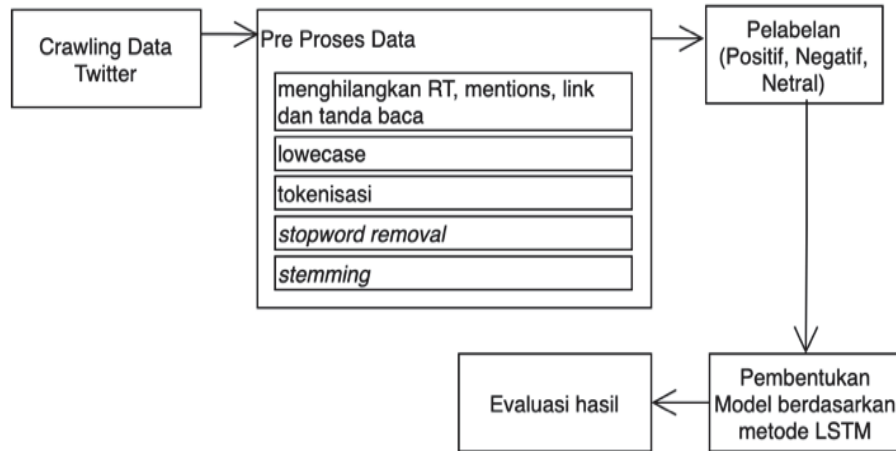 Crawling Data
Twitter
Pre Proses Data
menghilangkan RT, mentions, link
dan tanda baca
lowecase
tokenisasi
stopword removal
stemming
Pelabelan
(Positif, Negatif,
Netral)
Pembentukan
Model berdasarkan
metode LSTM
Evaluasi hasil